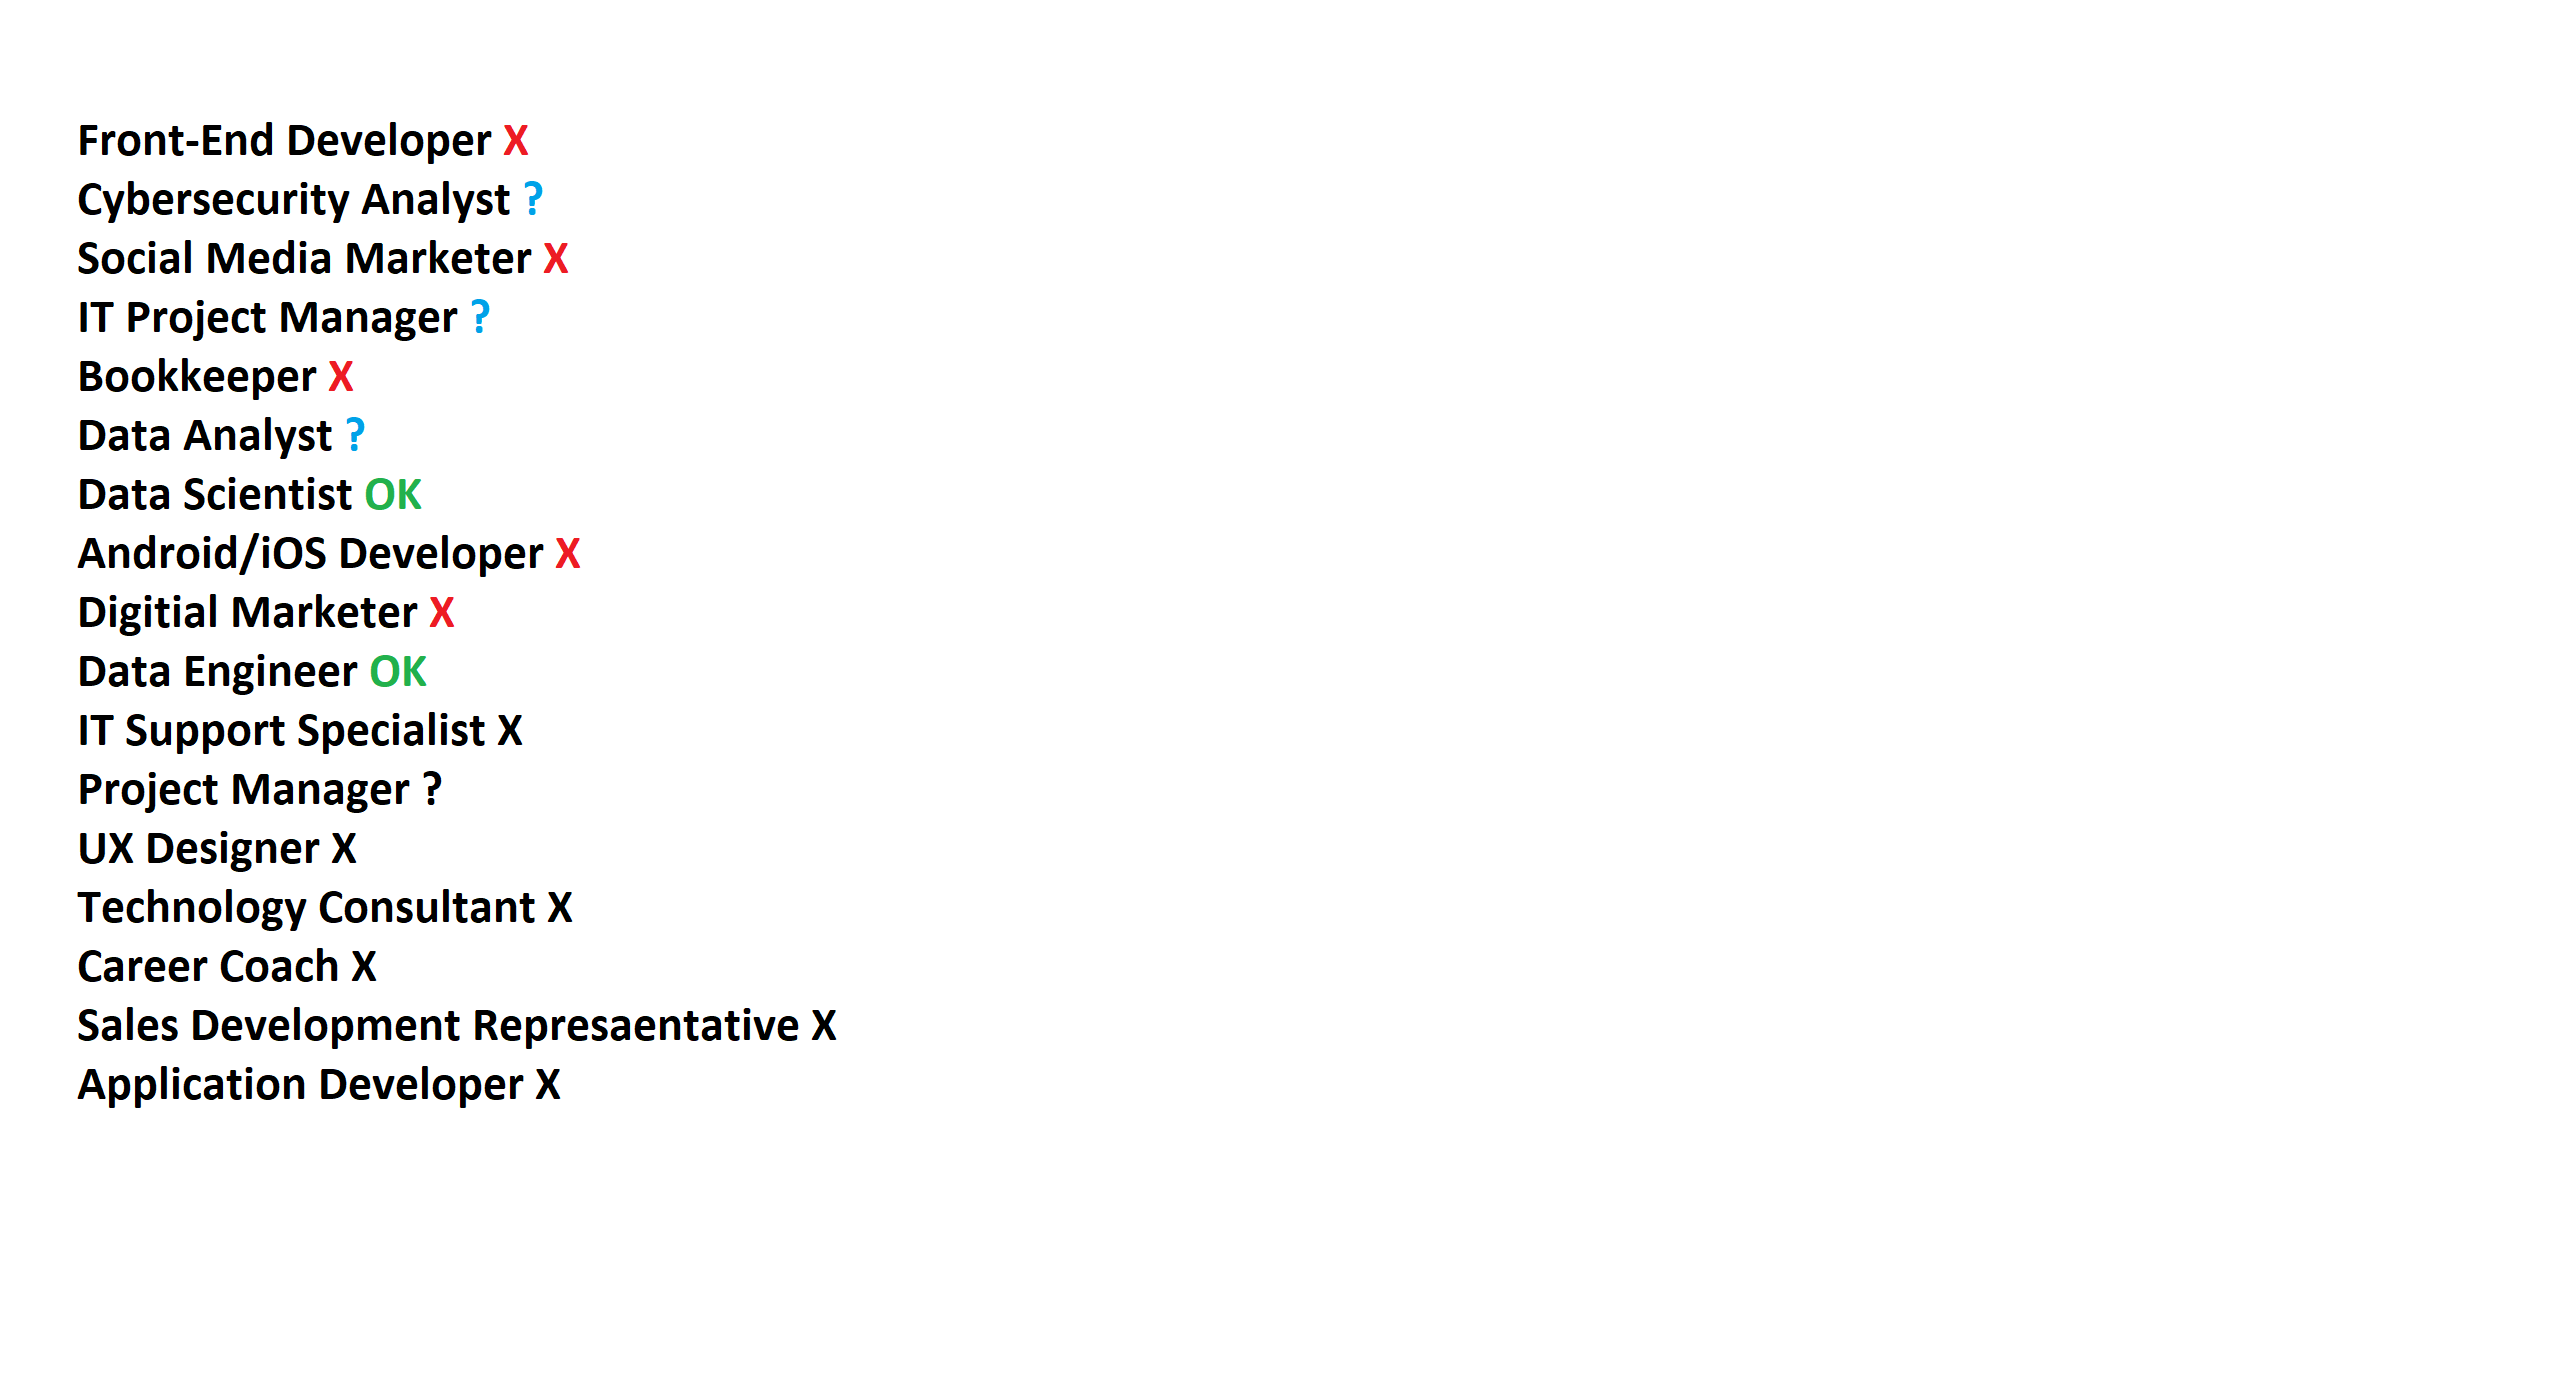 Front-End Developer X
Cybersecurity Analyst ?
Social Media Marketer X
IT Project Manager ?
Bookkeeper X
Data Analyst ?
Data Scientist OK
Android/iOS Developer X
Digitial Marketer X
Data Engineer OK
IT Support Specialist X
Project Manager ?
UX Designer X
Technology Consultant X
Career Coach X
Sales Development Represaentative X
Application Developer X